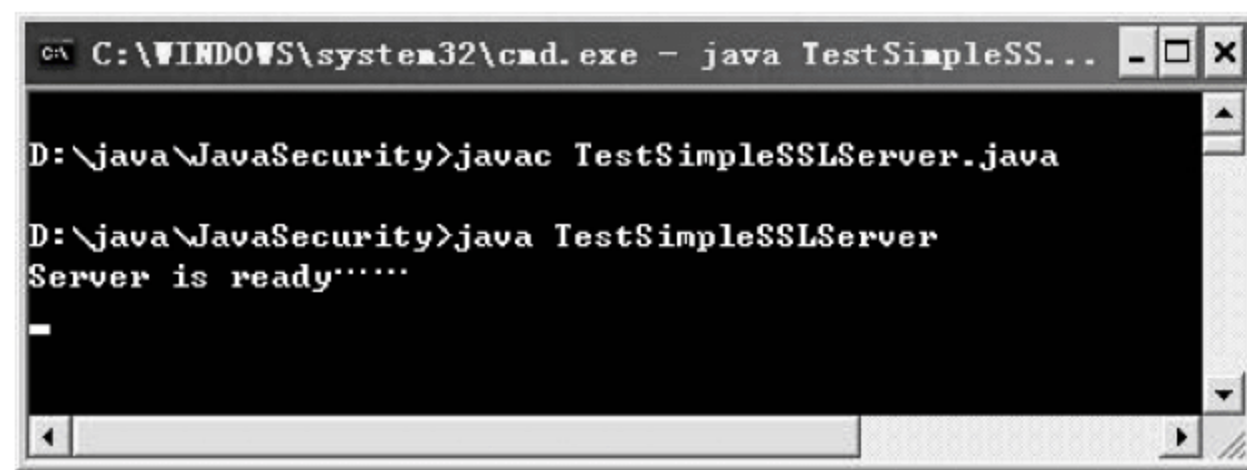 C:\WINDOWS\system32\cmd.exe - java TestSimpleSS...
D:\java\JavaSecurity>javac TestSimpleSSLServer.java
D:\java\JavaSecurity>java TestSimpleSSLServer
Server is ready……